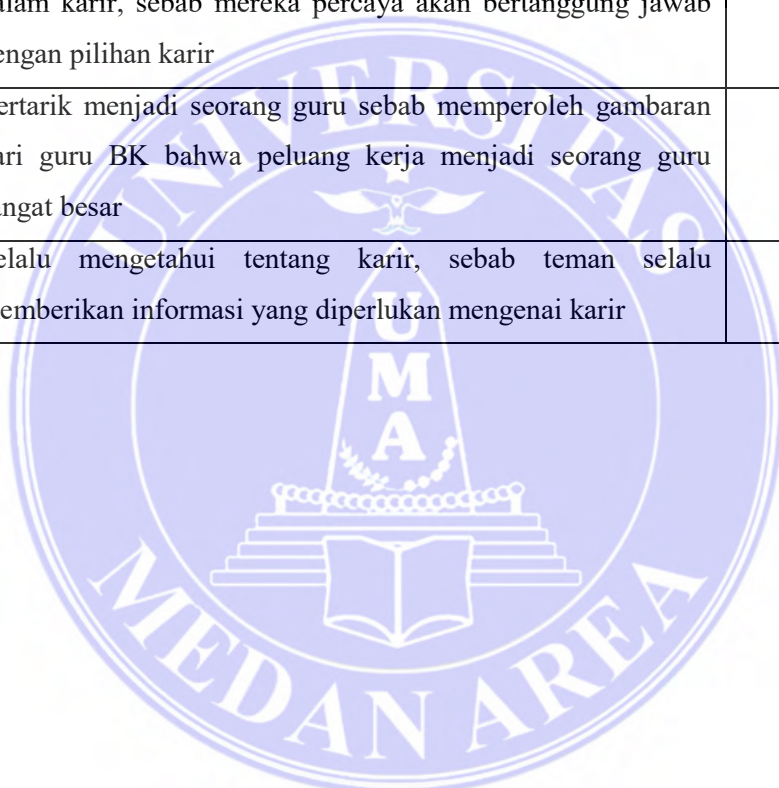 alam karir, sebab mereka percaya akan bertanggung jawab
engan pilihan karir
ertarik menjadi seorang guru sebab memperoleh gambaran
ari guru BK bahwa peluang kerja menjadi seorang guru
ngat besar
elalu mengetahui tentang karir, sebab teman selalu
emberikan informasi yang diperlukan mengenai karir
UNIVERSITAS
U
M
A
MEDAN AREA